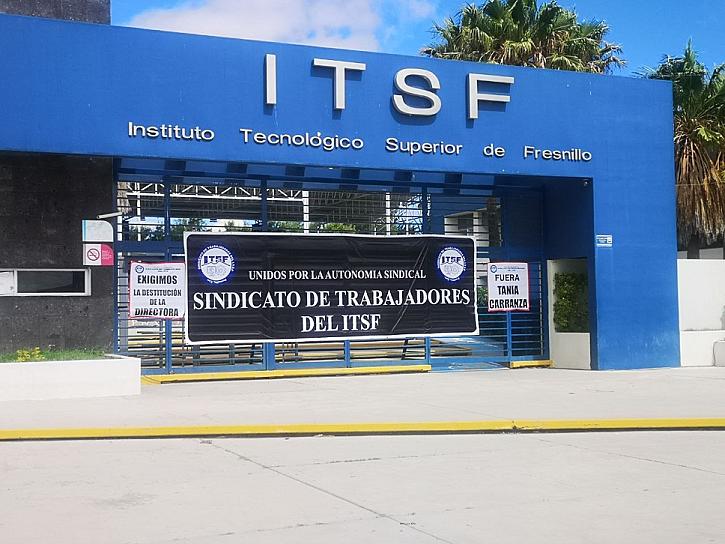 ITSF
Instituto Tecnológico Superior de Fresnillo
EXIGIMOS
LA DESTITUCIÓN
DE LA
DIRECTORA
ITSF
UNIDOS POR LA AUTONOMIA SINDICAL
SINDICATO DE TRABAJADORES
DEL ITSF
FUERA
TANIA
CARRANZA